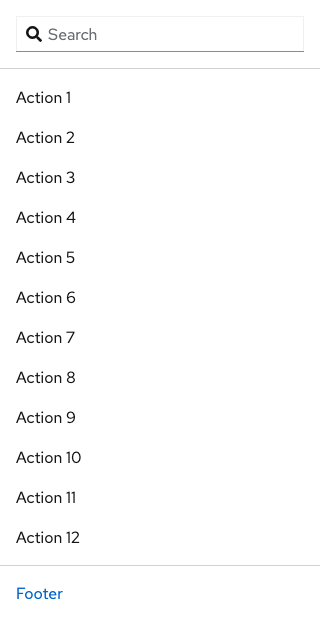 Search
Action 1
Action 2
Action 3
Action 4
Action 5
Action 6
Action 7
Action 8
Action 9
Action 10
Action 11
Action 12
Footer